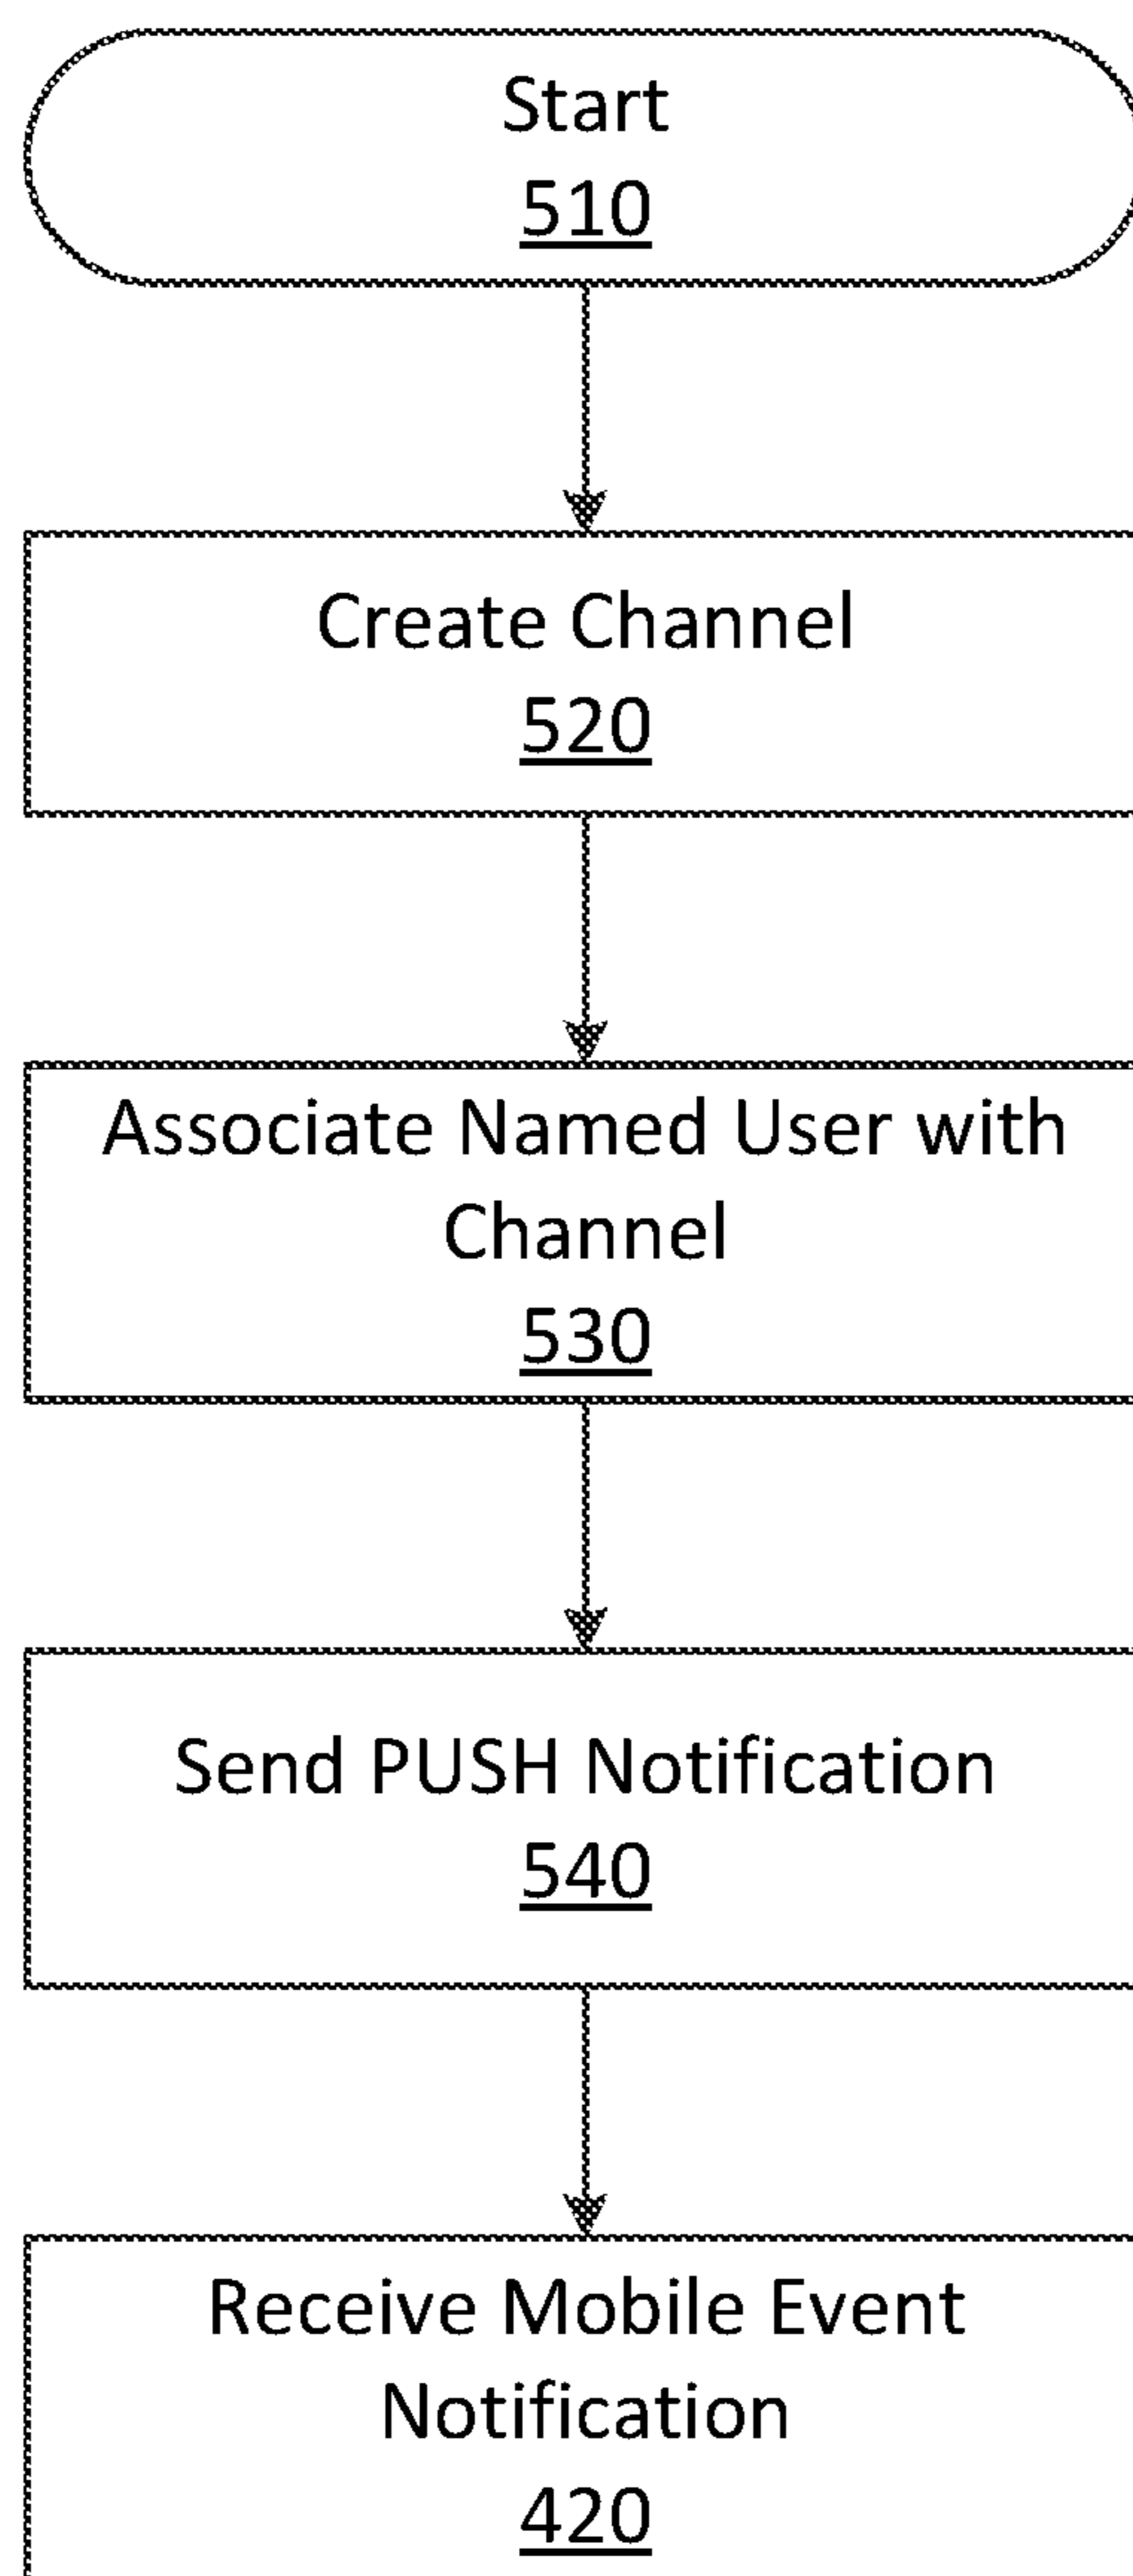 Start
510
Create Channel
520
Associate Named User with
Channel
530
Send PUSH Notification
540
Receive Mobile Event
Notification
420